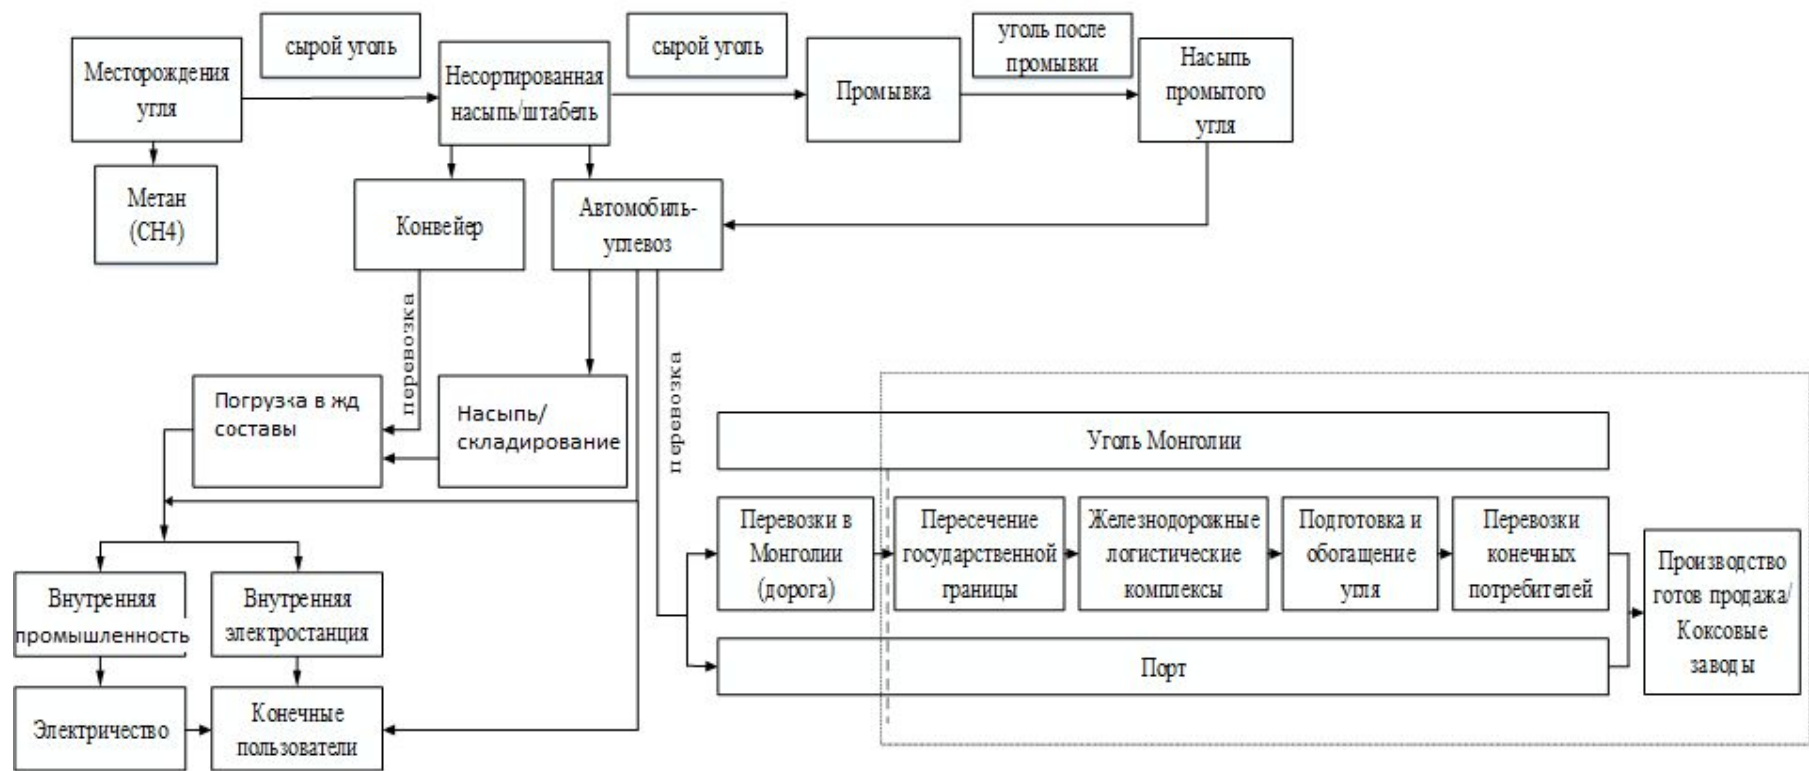 сырой уголь
сырой уголь
уголь после
промывки
Месторождения
угля
Несортированная
насыпь/штабель
Промывка
Насыпь
промытого
угля
Метан
(CH4)
Конвейер
Автомобиль-
углевоз
перевозка
перевозка
Погрузка в жд
составы
Насыпь/
складирование
Уголь Монголии
Перевозки в
Монголии
(дорога)
Пересечение
государственной
границы
Железнодорожные
логистические
комплексы
Подготовка и
обогащение
угля
Перевозки
конечных
потребителей
Производство
готов продажа/
Коксовые
заводы
Порт
Внутренняя
промышленность
Внутренняя
электростанция
Электричество
Конечные
пользователи